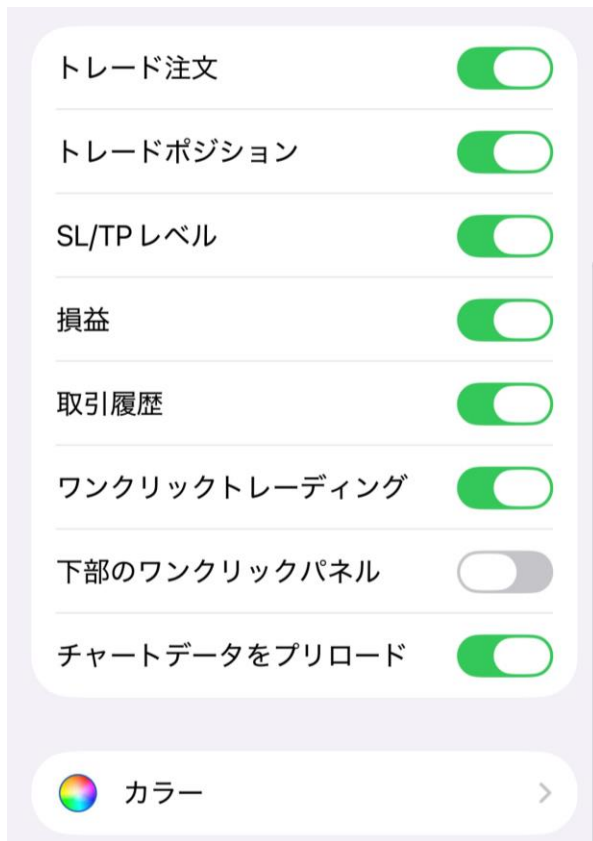 トレード注文
トレードポジション
SL/TPレベル
損益
取引履歴
ワンクリックトレーディング
下部のワンクリックパネル
チャートデータをプリロード
カラー